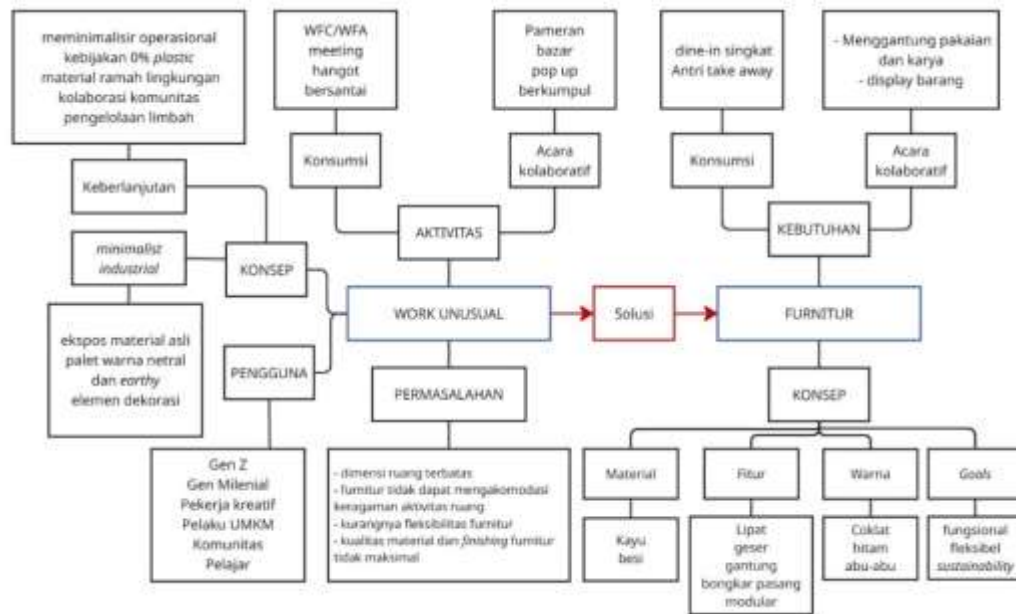 meminimalisir operasional
kebijakan 0% plastic
material ramah lingkungan
kolaborasi komunitas
pengelolaan limbah
WFC/WFA
meeting
hangot
bersantai
Pameran
bazar
pop up
berkumpul
dine-in singkat
Antri take away
- Menggantung pakaian
dan karya
- display barang
Keberlanjutan
Konsumsi
Acara
kolaboratif
Konsumsi
Acara
kolaboratif
AKTIVITAS
KEBUTUHAN
minimalist
industrial
KONSEP
WORK UNUSUAL
Solusi
FURNITUR
ekspos material asli
palet warna netral
dan earthy
elemen dekorasi
PENGGUNA
PERMASALAHAN
KONSEP
Gen Z
Gen Milenial
Pekerja kreatif
Pelaku UMKM
Komunitas
Pelajar
- dimensi ruang terbatas
- furnitur tidak dapat mengakomodasi
keragaman aktivitas ruang
- kurangnya fleksibilitas furnitur
- kualitas material dan finishing furnitur
tidak maksimal
Material
Fitur
Warna
Goals
Kayu
besi
Lipat
geser
gantung
bongkar pasang
modular
Coklat
hitam
abu-abu
fungsional
fleksibel
sustainability